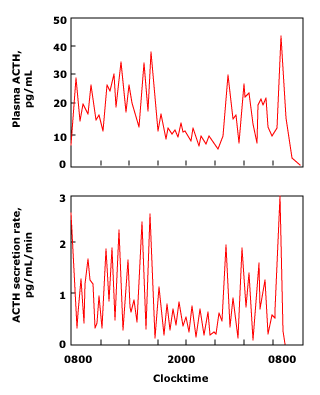 Plasma ACTH,
pg/mL
50
40
30
20
10
0
ACTH secretion rate,
pg/mL/min
3
2
1
0
0800 2000 0800
Clocktime